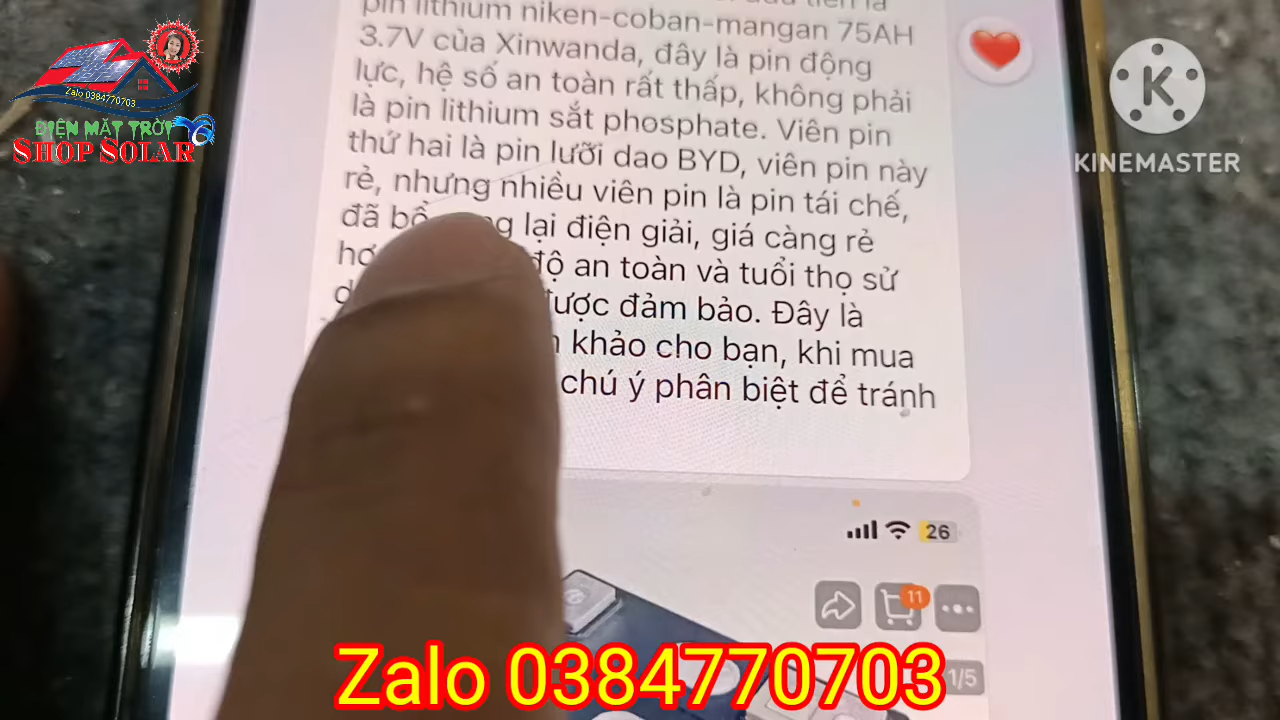 pin lithium niken-coban-mangan 75AH
3.7V của Xinwanda, đây là pin động
lực, hệ số an toàn rất thấp, không phải
là pin lithium sắt phosphate. Viên pin
thứ hai là pin lưỡi dao BYD, viên pin này
rẻ, nhưng nhiều viên pin là pin tái chế,
đã lại điện giải, giá càng rẻ
độ an toàn và tuổi thọ sử
được đảm bảo. Đây là
khảo cho bạn, khi mua
chú ý phân biệt để tránh
26
11
1/5
Zalo 0384770703
ĐIỆN MẶT TRỜI
SHOP SOLAR
K
KINEMASTER
Zalo 0384770703